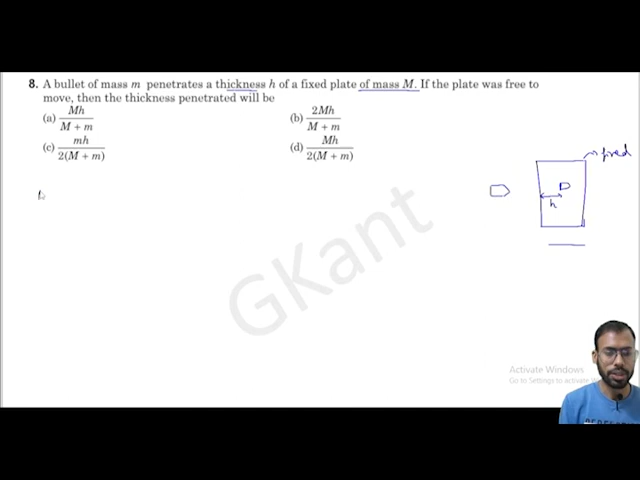 8. A bullet of mass m penetrates a thickness h of a fixed plate of mass M. If the plate was free to
move, then the thickness penetrated will be
(a) Mh/(M + m)
(b) 2Mh/(M + m)
(c) mh/2(M + m)
(d) Mh/2(M + m)
fixed
D
h
GKant
Activate Windows
Go to Settings to activate